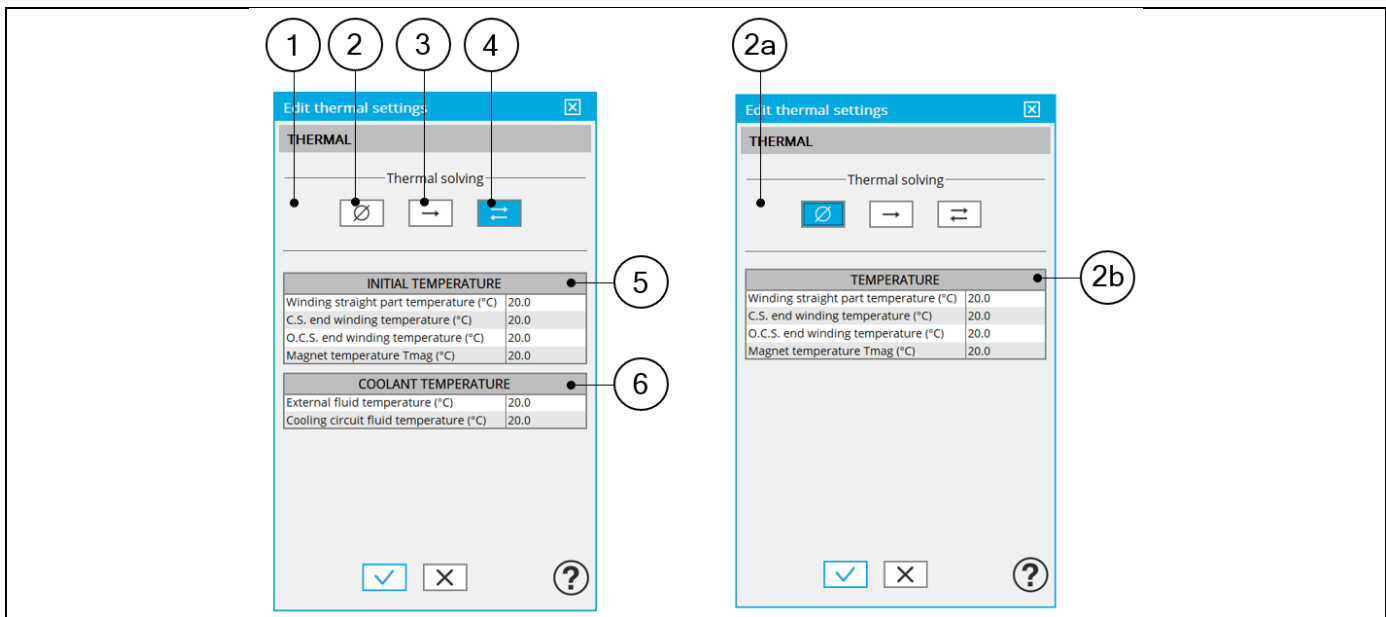 1 2 3 4
Edit thermal settings
THERMAL
Thermal solving
∅ → ⇄
INITIAL TEMPERATURE 5
Winding straight part temperature (°C) 20.0
C.S. end winding temperature (°C) 20.0
O.C.S. end winding temperature (°C) 20.0
Magnet temperature Tmag (°C) 20.0
COOLANT TEMPERATURE 6
External fluid temperature (°C) 20.0
Cooling circuit fluid temperature (°C) 20.0
?
2a
Edit thermal settings
THERMAL
Thermal solving
∅ → ⇄
TEMPERATURE 2b
Winding straight part temperature (°C) 20.0
C.S. end winding temperature (°C) 20.0
O.C.S. end winding temperature (°C) 20.0
Magnet temperature Tmag (°C) 20.0
?